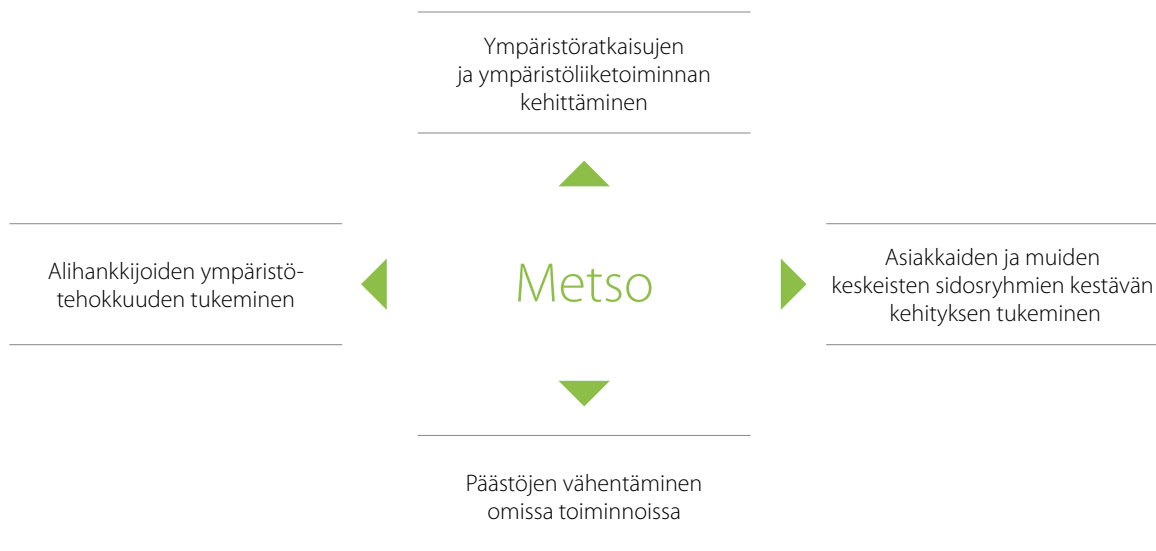 Ympäristöratkaisujen
ja ympäristöliiketoiminnan
kehittäminen
Alihankkijoiden ympäristö-
tehokkuuden tukeminen
Metso
Asiakkaiden ja muiden
keskeisten sidosryhmien kestävän
kehityksen tukeminen
Päästöjen vähentäminen
omissa toiminnoissa